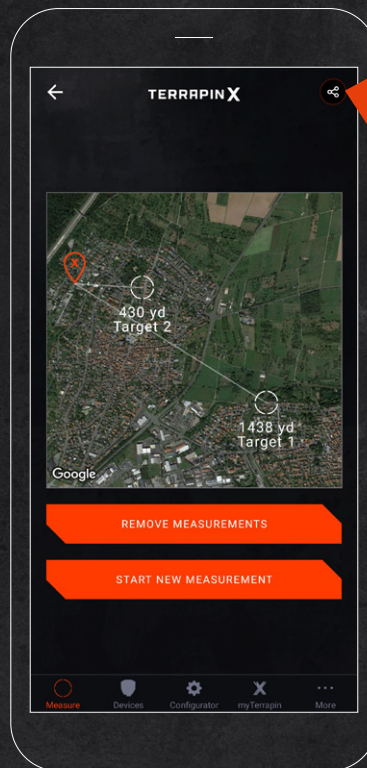 TERRAPIN X
X
430 yd
Target 2
1438 yd
Target 1
Google
REMOVE MEASUREMENTS
START NEW MEASUREMENT
Measure Devices Configurator myTerrapin More